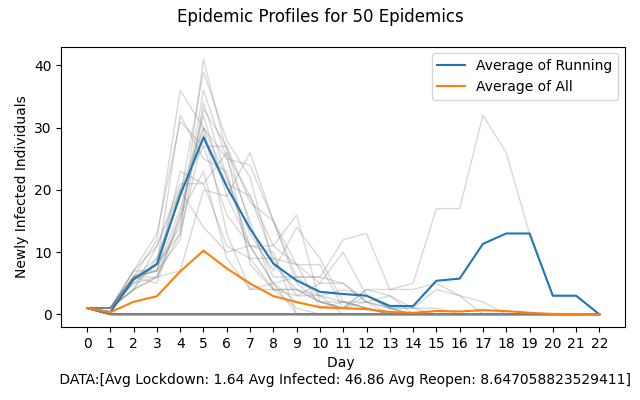 Epidemic Profiles for 50 Epidemics
Average of Running
Average of All
Newly Infected Individuals
40
30
20
10
0
0 1 2 3 4 5 6 7 8 9 10 11 12 13 14 15 16 17 18 19 20 21 22
Day
DATA:[Avg Lockdown: 1.64 Avg Infected: 46.86 Avg Reopen: 8.647058823529411]